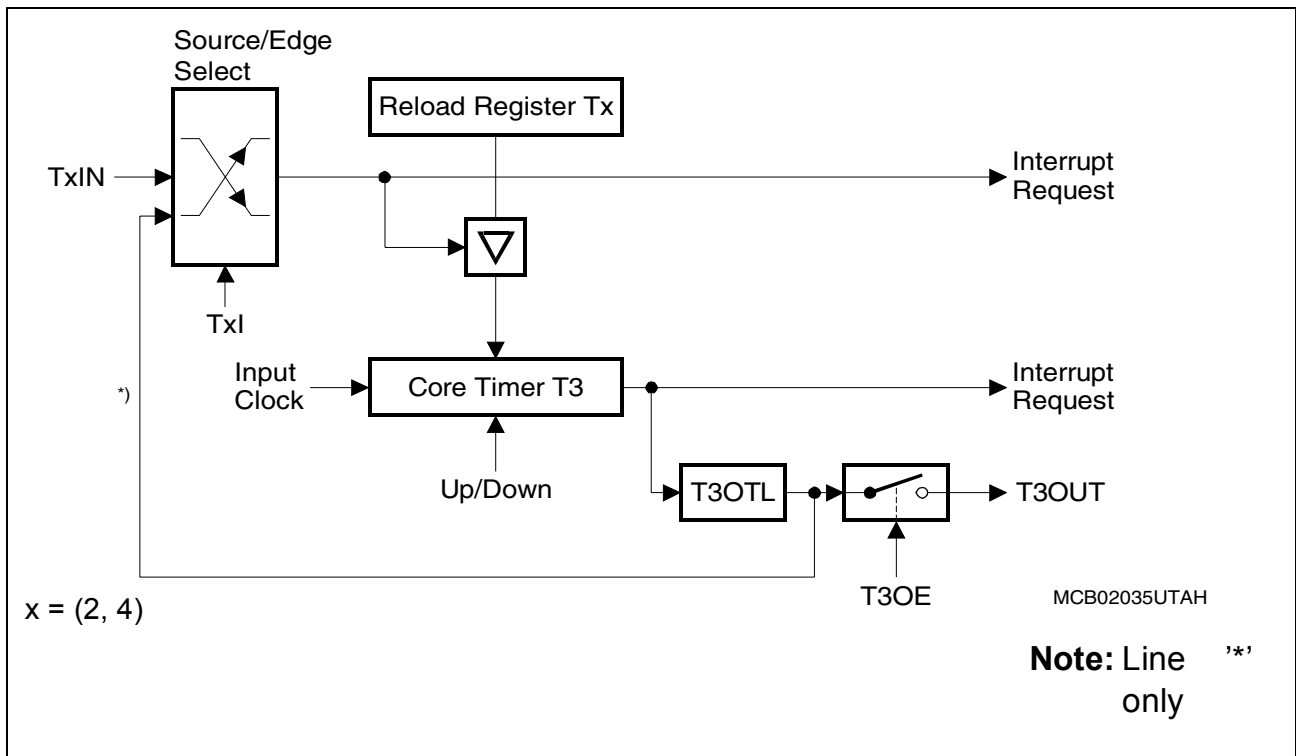 Source/Edge
Select
Reload Register Tx
TxIN
Interrupt
Request
TxI
*)
Input
Clock
Core Timer T3
Interrupt
Request
Up/Down
T3OTL
T3OUT
T3OE
x = (2, 4)
MCB02035UTAH
Note: Line ’*’
only